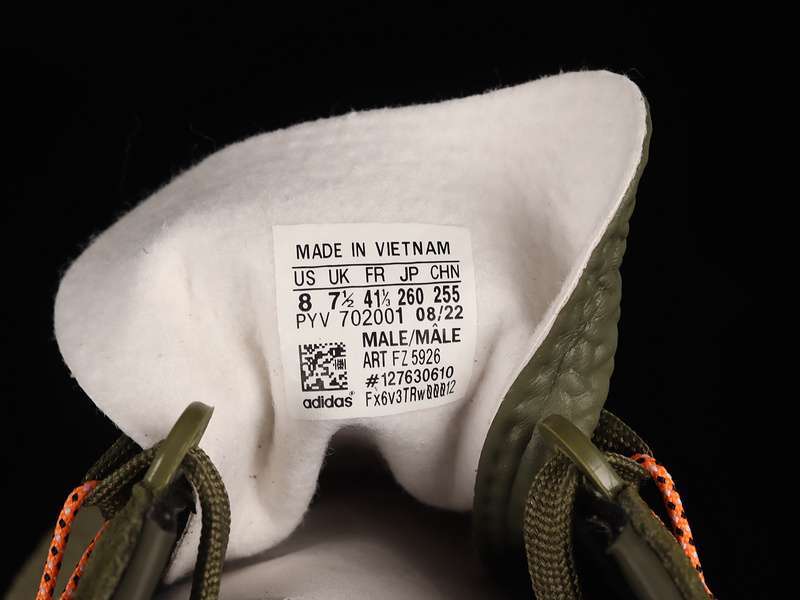 MADE IN VIETNAM
US UK FR JP CHN
8 7½ 41⅓ 260 255
PYV 702001 08/22
MALE/MÂLE
ART FZ5926
#127630610
adidas® Fx6v3TRw00012